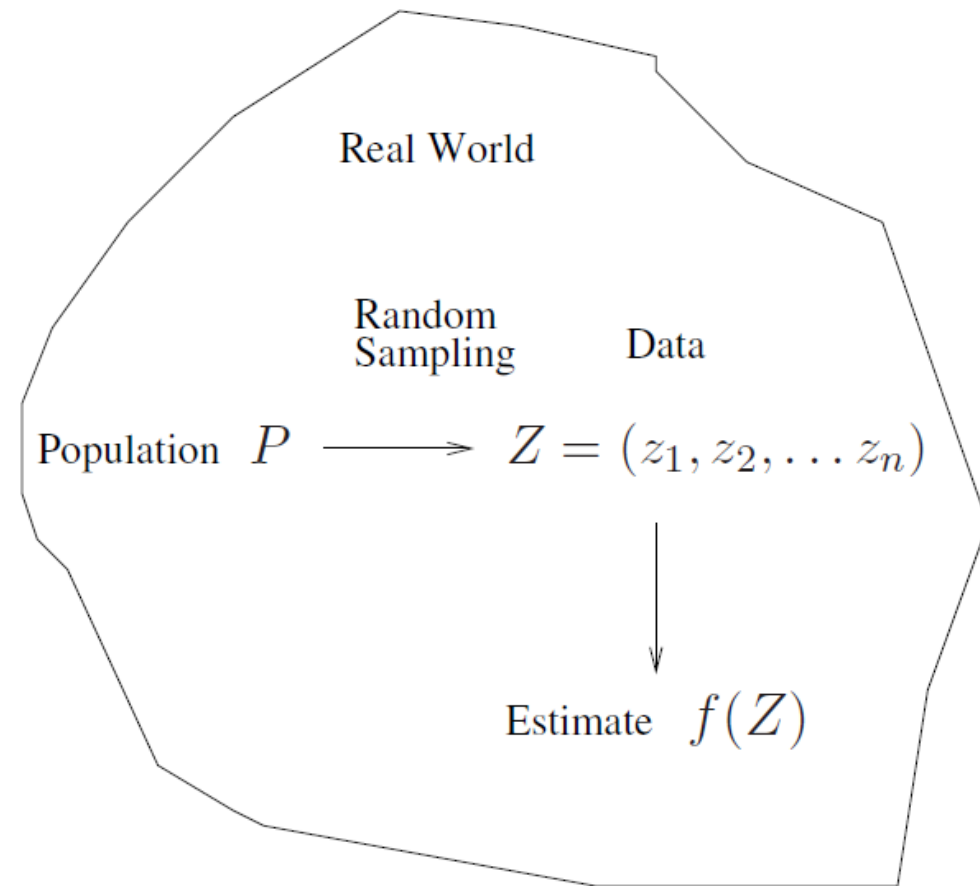 Real World
Random
Sampling
Data
Population P
Z = (z₁, z₂, . . . zₙ)
Estimate f(Z)